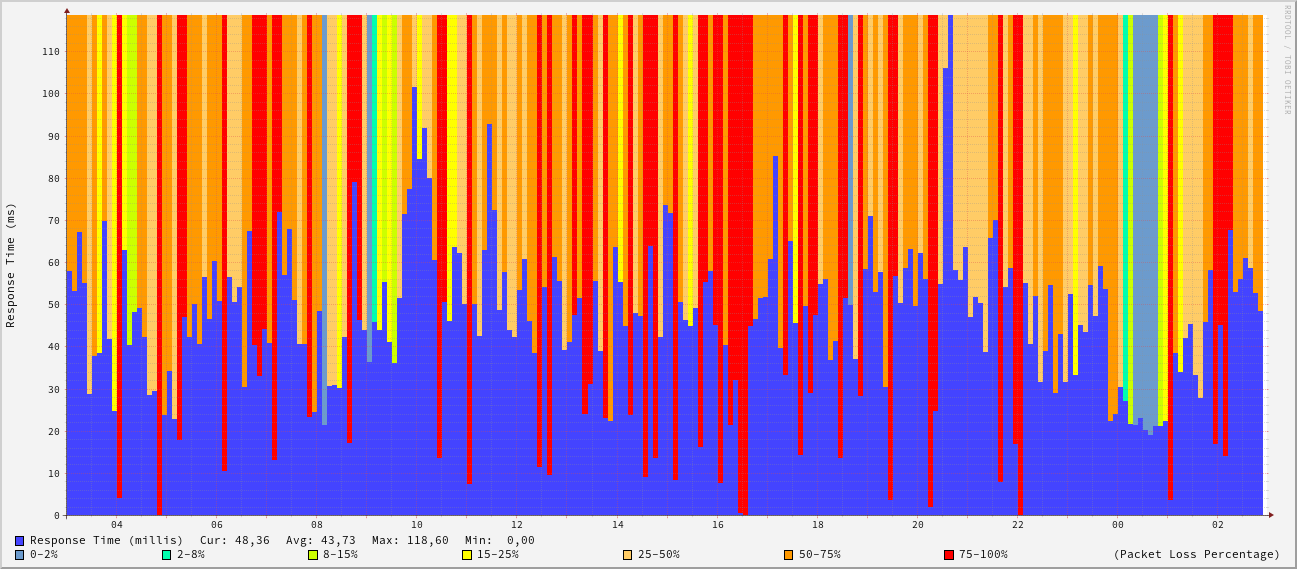 RRDTOOL / TOBI OETIKER
Response Time (ms)
110
100
90
80
70
60
50
40
30
20
10
0
04 06 08 10 12 14 16 18 20 22 00 02
Response Time (millis) Cur: 48,36 Avg: 43,73 Max: 118,60 Min: 0,00
0-2% 2-8% 8-15% 15-25% 25-50% 50-75% 75-100% (Packet Loss Percentage)